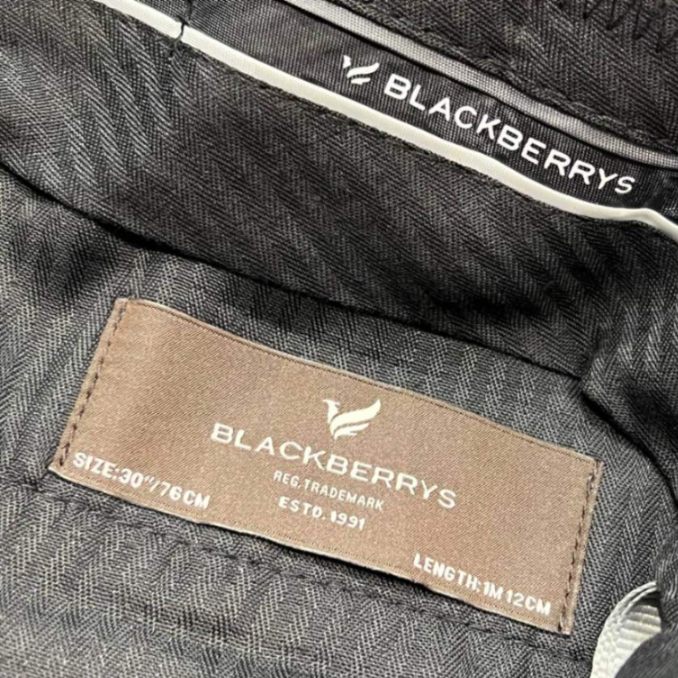 BLACKBERRYS
BLACKBERRYS
REG.TRADEMARK
ESTD.1991
SIZE:30"/76CM
LENGTH:1M 12CM